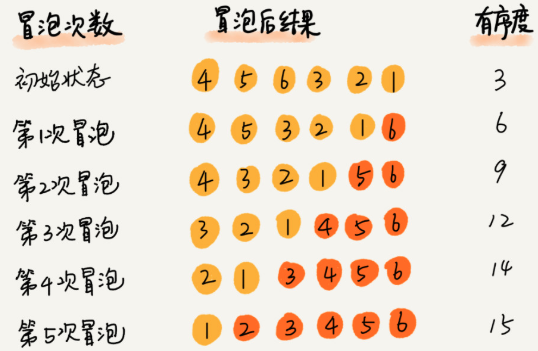 冒泡次数 冒泡后结果 有序度
初始状态 4 5 6 3 2 1 3
第1次冒泡 4 5 3 2 1 6 6
第2次冒泡 4 3 2 1 5 6 9
第3次冒泡 3 2 1 4 5 6 12
第4次冒泡 2 1 3 4 5 6 14
第5次冒泡 1 2 3 4 5 6 15